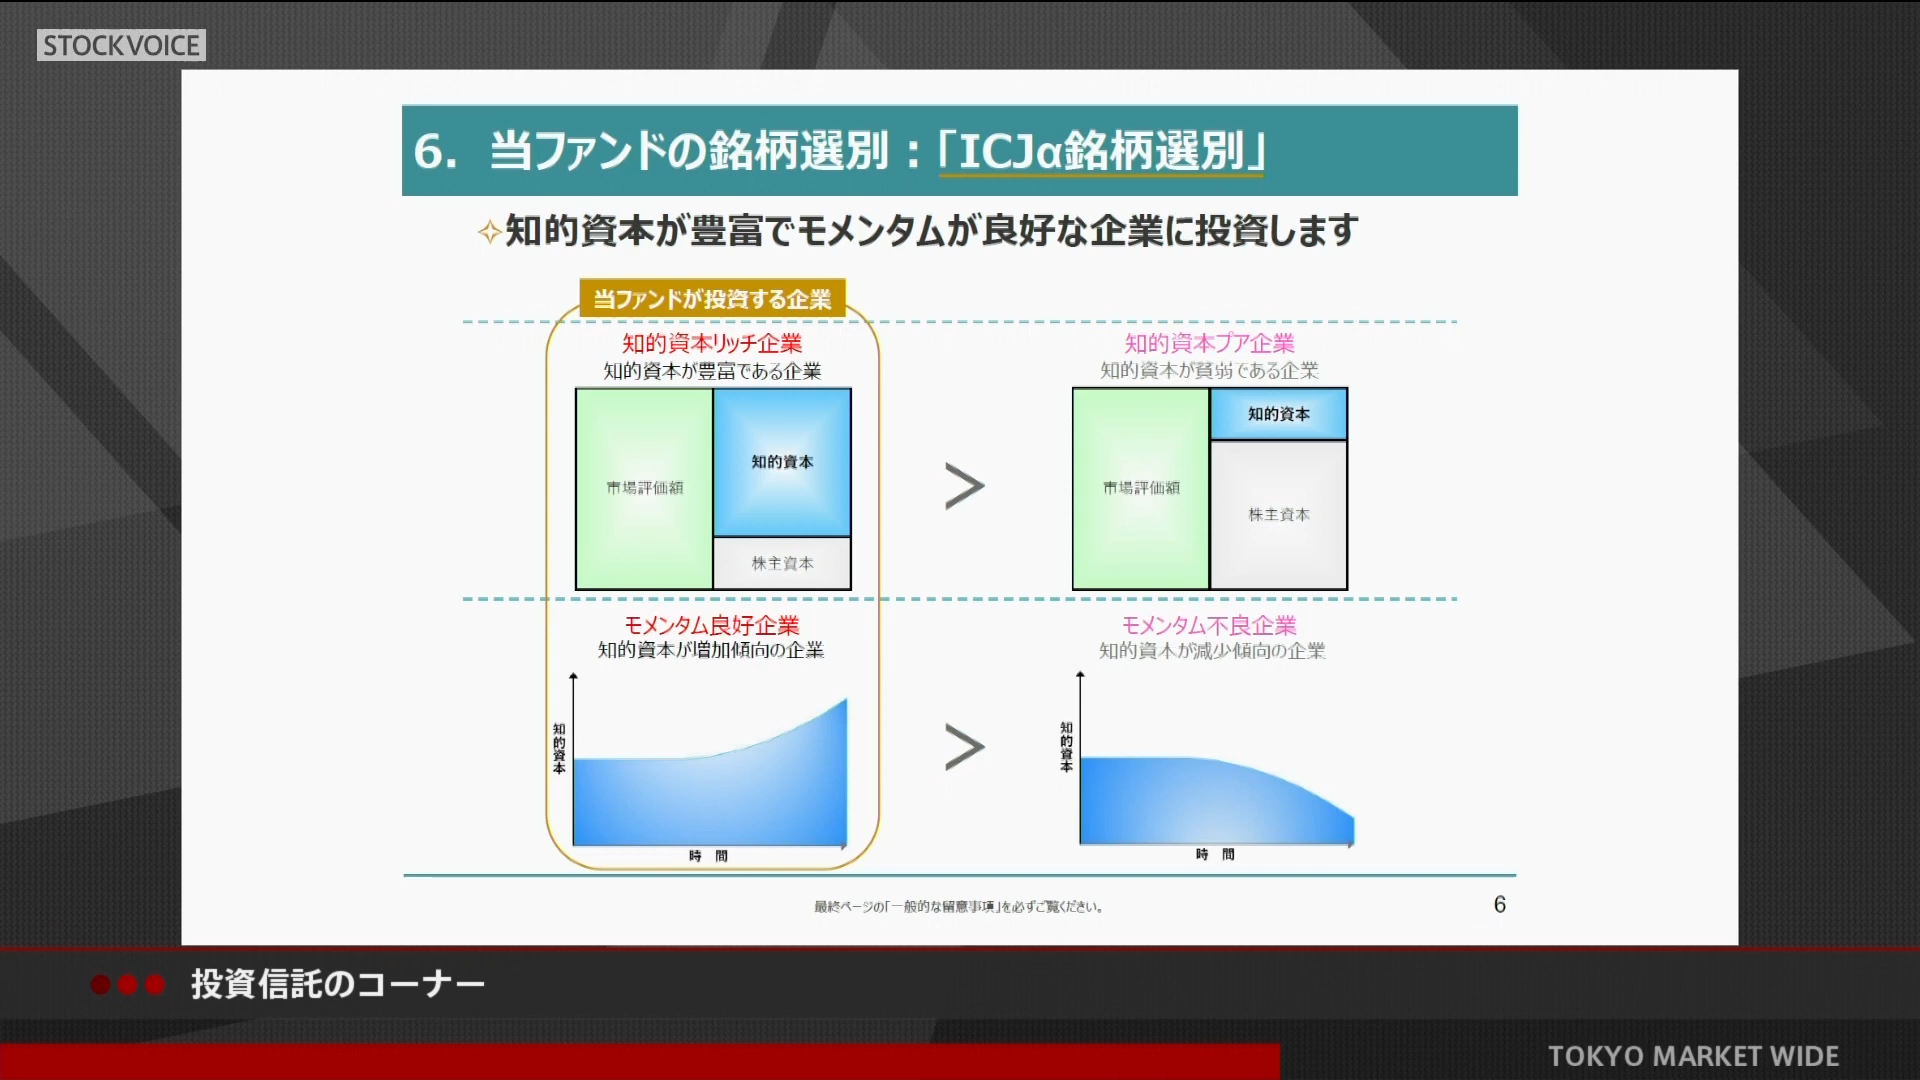 STOCKVOICE
6. 当ファンドの銘柄選別：「ICJα銘柄選別」
知的資本が豊富でモメンタムが良好な企業に投資します
当ファンドが投資する企業
知的資本リッチ企業
知的資本が豊富である企業
市場評価額
知的資本
株主資本
>
知的資本プア企業
知的資本が貧弱である企業
市場評価額
知的資本
株主資本
モメンタム良好企業
知的資本が増加傾向の企業
知的資本
時 間
>
モメンタム不良企業
知的資本が減少傾向の企業
知的資本
時 間
最終ページの「一般的な留意事項」を必ずご覧ください。
6
投資信託のコーナー
TOKYO MARKET WIDE